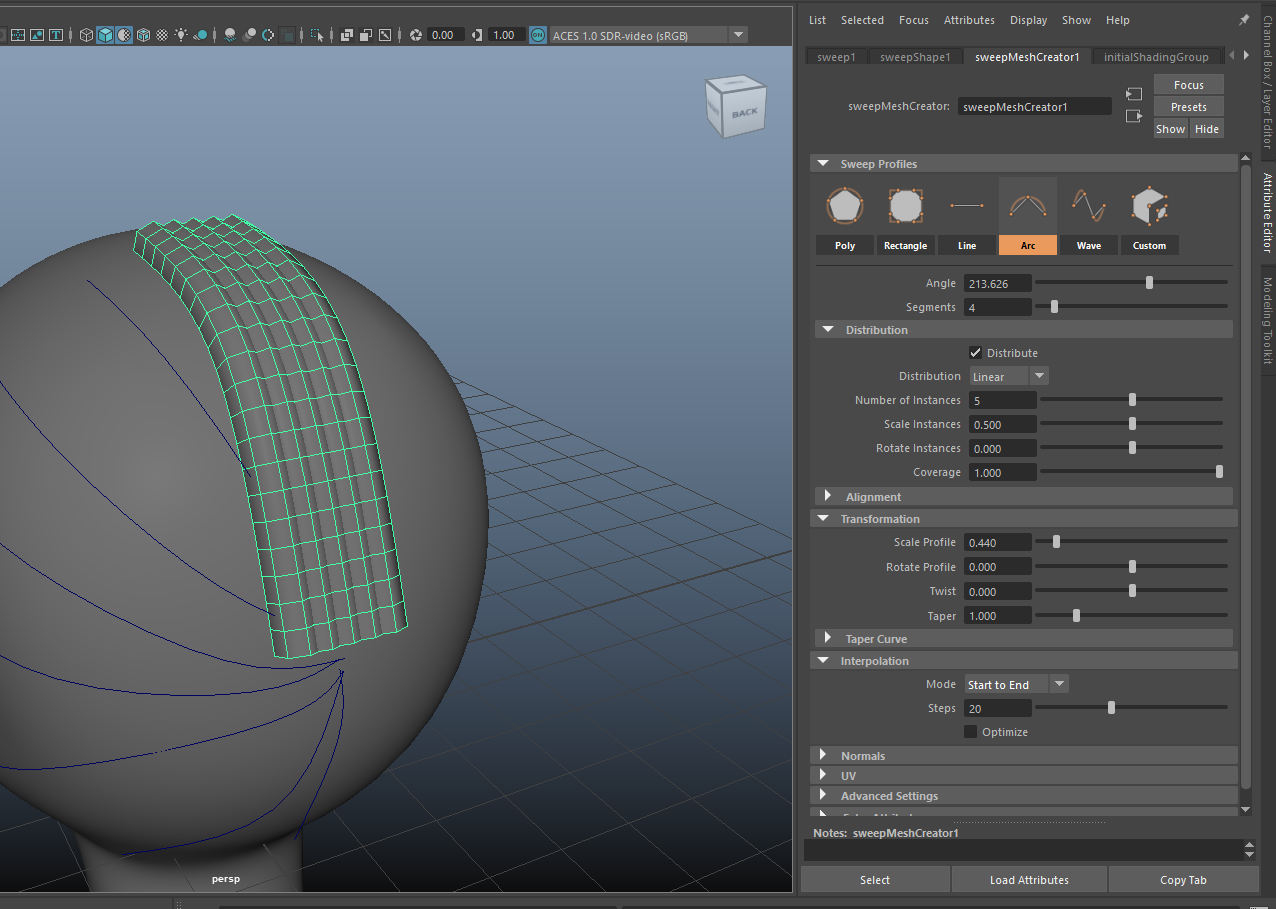 List Selected Focus Attributes Display Show Help
sweep1 sweepShape1 sweepMeshCreator1 initialShadingGroup
T 0.00 1.00 ON ACES 1.0 SDR-video (sRGB)
BACK
sweepMeshCreator: sweepMeshCreator1
Focus
Presets
Show Hide
Sweep Profiles
Poly Rectangle Line Arc Wave Custom
Angle 213.626
Segments 4
Distribution
Distribute
Distribution Linear
Number of Instances 5
Scale Instances 0.500
Rotate Instances 0.000
Coverage 1.000
Alignment
Transformation
Scale Profile 0.440
Rotate Profile 0.000
Twist 0.000
Taper 1.000
Taper Curve
Interpolation
Mode Start to End
Steps 20
Optimize
Normals
UV
Advanced Settings
Notes: sweepMeshCreator1
Select Load Attributes Copy Tab
persp
Channel Box / Layer Editor
Attribute Editor
Modeling Toolkit